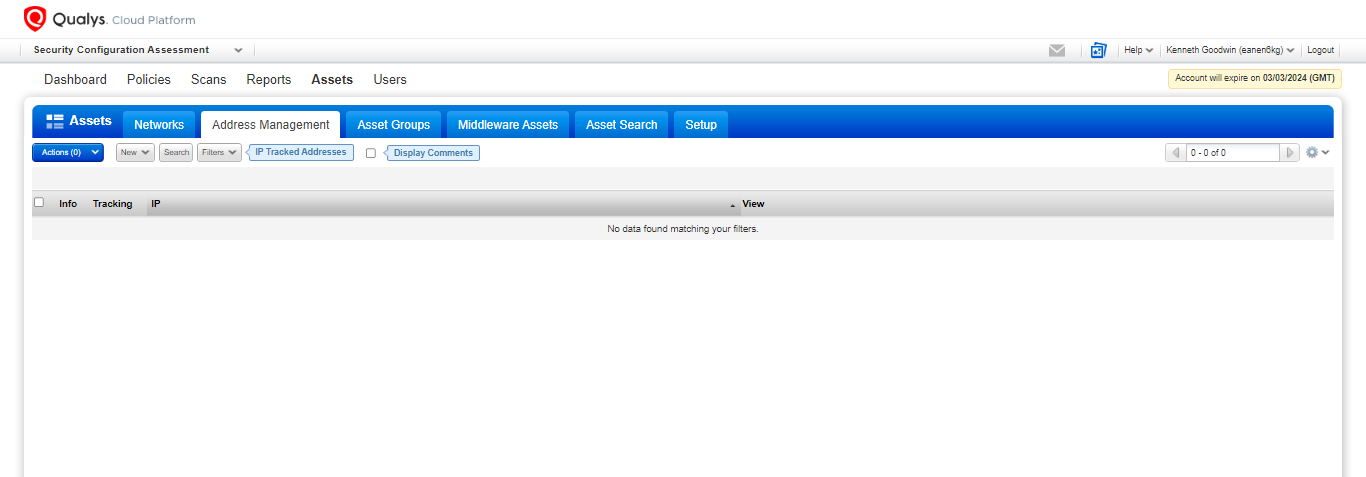 Qualys. Cloud Platform
Security Configuration Assessment
Help Kenneth Goodwin (eanen6kg) Logout
Dashboard Policies Scans Reports Assets Users
Account will expire on 03/03/2024 (GMT)
Assets Networks Address Management Asset Groups Middleware Assets Asset Search Setup
Actions (0) New Search Filters IP Tracked Addresses Display Comments 0 - 0 of 0
Info Tracking IP View
No data found matching your filters.